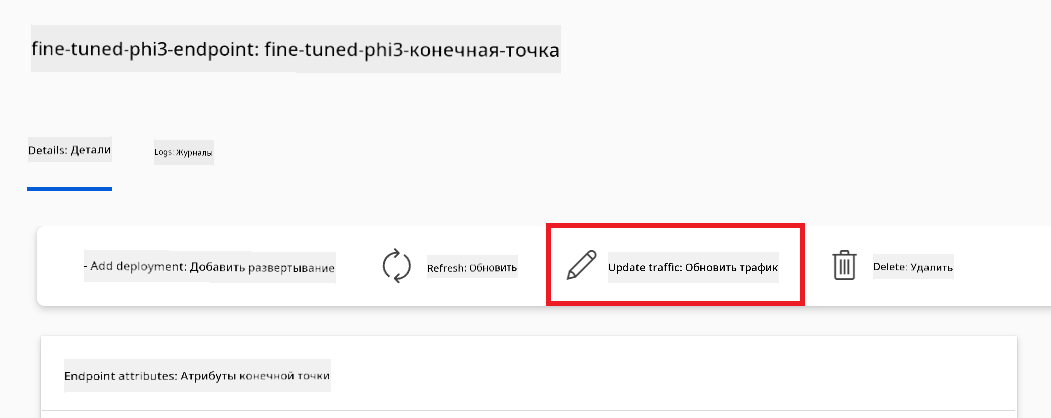 fine-tuned-phi3-endpoint: fine-tuned-phi3-конечная-точка
Details: Детали
Logs: Журналы
- Add deployment: Добавить развертывание
Refresh: Обновить
Update traffic: Обновить трафик
Delete: Удалить
Endpoint attributes: Атрибуты конечной точки